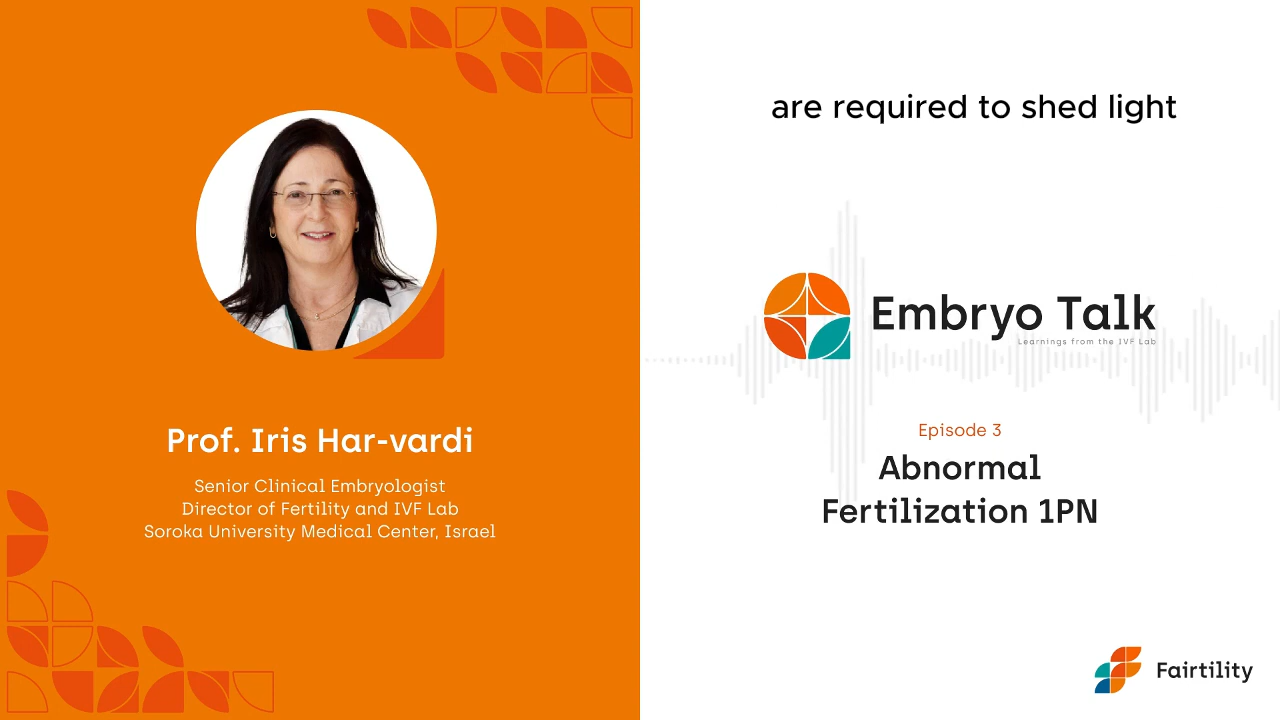 Prof. Iris Har-vardi
Senior Clinical Embryologist
Director of Fertility and IVF Lab
Soroka University Medical Center, Israel
are required to shed light
Embryo Talk
Learnings from the IVF Lab
Episode 3
Abnormal
Fertilization 1PN
Fairtility